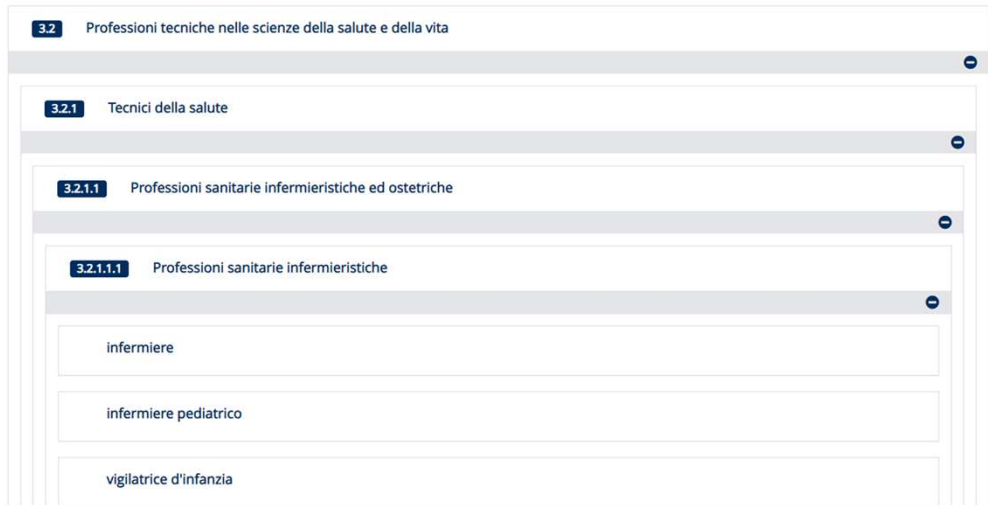 3.2 Professioni tecniche nelle scienze della salute e della vita
3.2.1 Tecnici della salute
3.2.1.1 Professioni sanitarie infermieristiche ed ostetriche
3.2.1.1.1 Professioni sanitarie infermieristiche
infermiere
infermiere pediatrico
vigilatrice d'infanzia